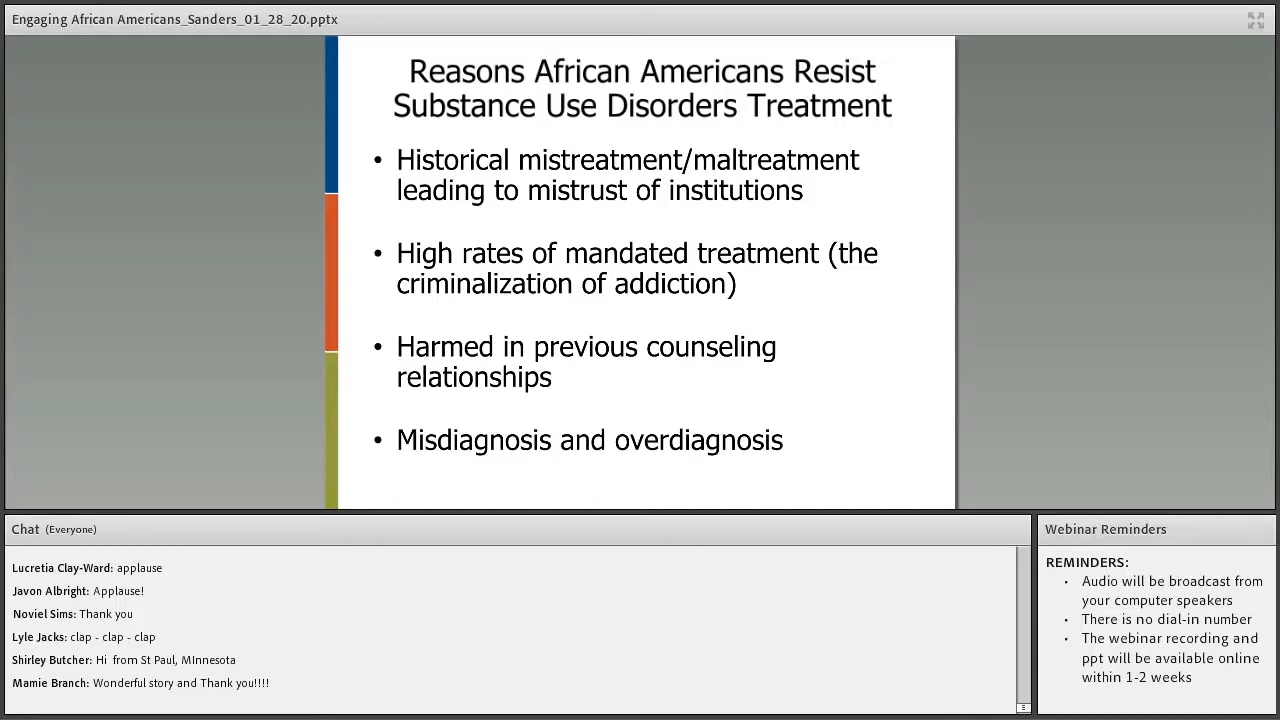 Engaging African Americans_Sanders_01_28_20.pptx
Reasons African Americans Resist
Substance Use Disorders Treatment
• Historical mistreatment/maltreatment
leading to mistrust of institutions
• High rates of mandated treatment (the
criminalization of addiction)
• Harmed in previous counseling
relationships
• Misdiagnosis and overdiagnosis
Chat (Everyone)
Lucretia Clay-Ward: applause
Javon Albright: Applause!
Noviel Sims: Thank you
Lyle Jacks: clap - clap - clap
Shirley Butcher: Hi from St Paul, MInnesota
Mamie Branch: Wonderful story and Thank you!!!!
Webinar Reminders
REMINDERS:
• Audio will be broadcast from
your computer speakers
• There is no dial-in number
• The webinar recording and
ppt will be available online
within 1-2 weeks